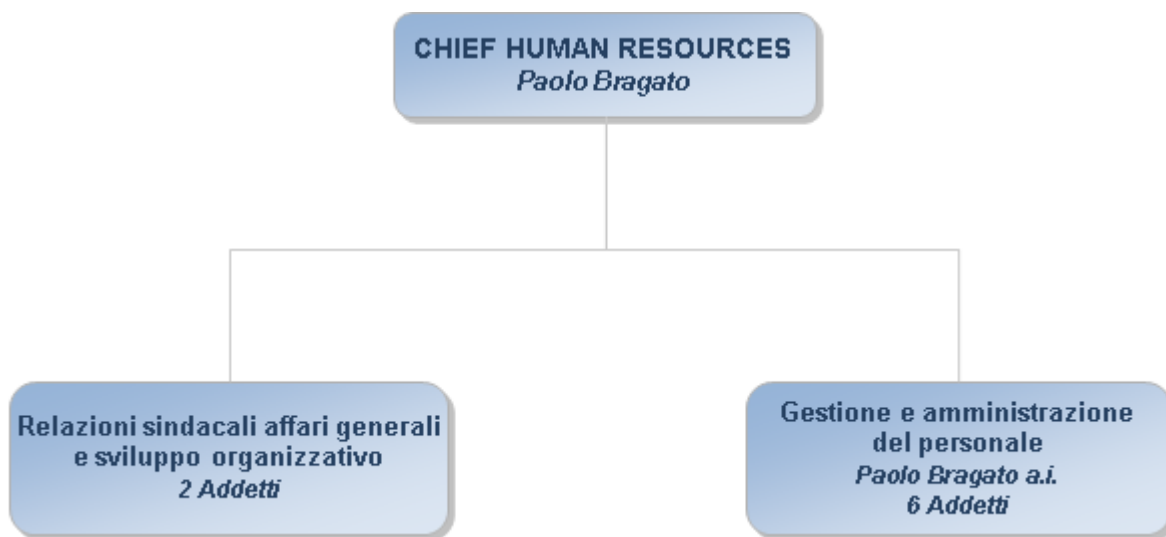 CHIEF HUMAN RESOURCES
Paolo Bragato
Relazioni sindacali affari generali
e sviluppo organizzativo
2 Addetti
Gestione e amministrazione
del personale
Paolo Bragato a.i.
6 Addetti